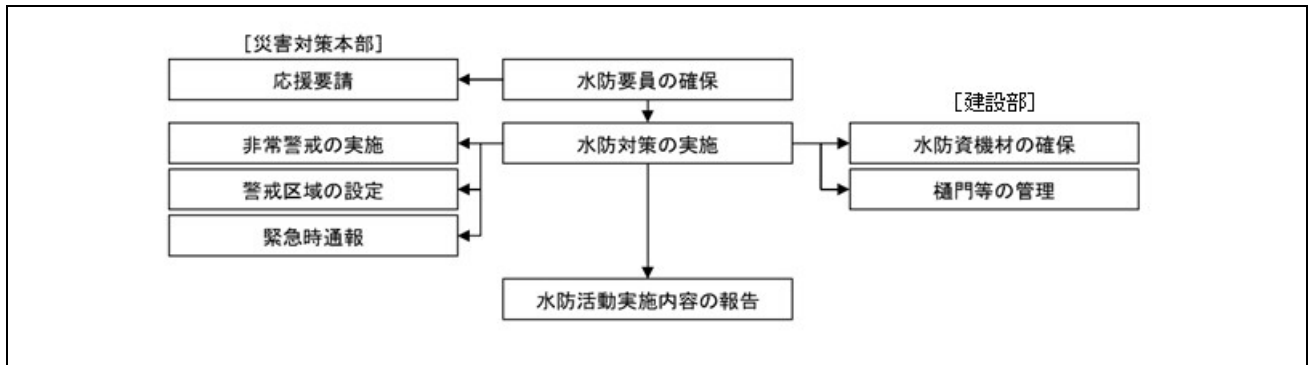 [災害対策本部]
応援要請
水防要員の確保
[建設部]
非常警戒の実施
水防対策の実施
水防資機材の確保
警戒区域の設定
樋門等の管理
緊急時通報
水防活動実施内容の報告